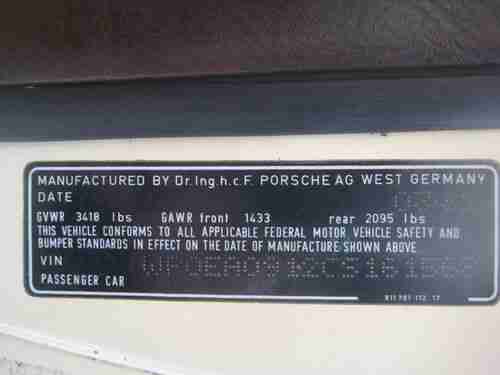 MANUFACTURED BY Dr.Ing.h.c.F. PORSCHE AG WEST GERMANY
DATE
GVWR 3418 lbs GAWR front 1433 rear 2095 lbs
THIS VEHICLE CONFORMS TO ALL APPLICABLE FEDERAL MOTOR VEHICLE SAFETY AND
BUMPER STANDARDS IN EFFECT ON THE DATE OF MANUFACTURE SHOWN ABOVE
VIN
PASSENGER CAR